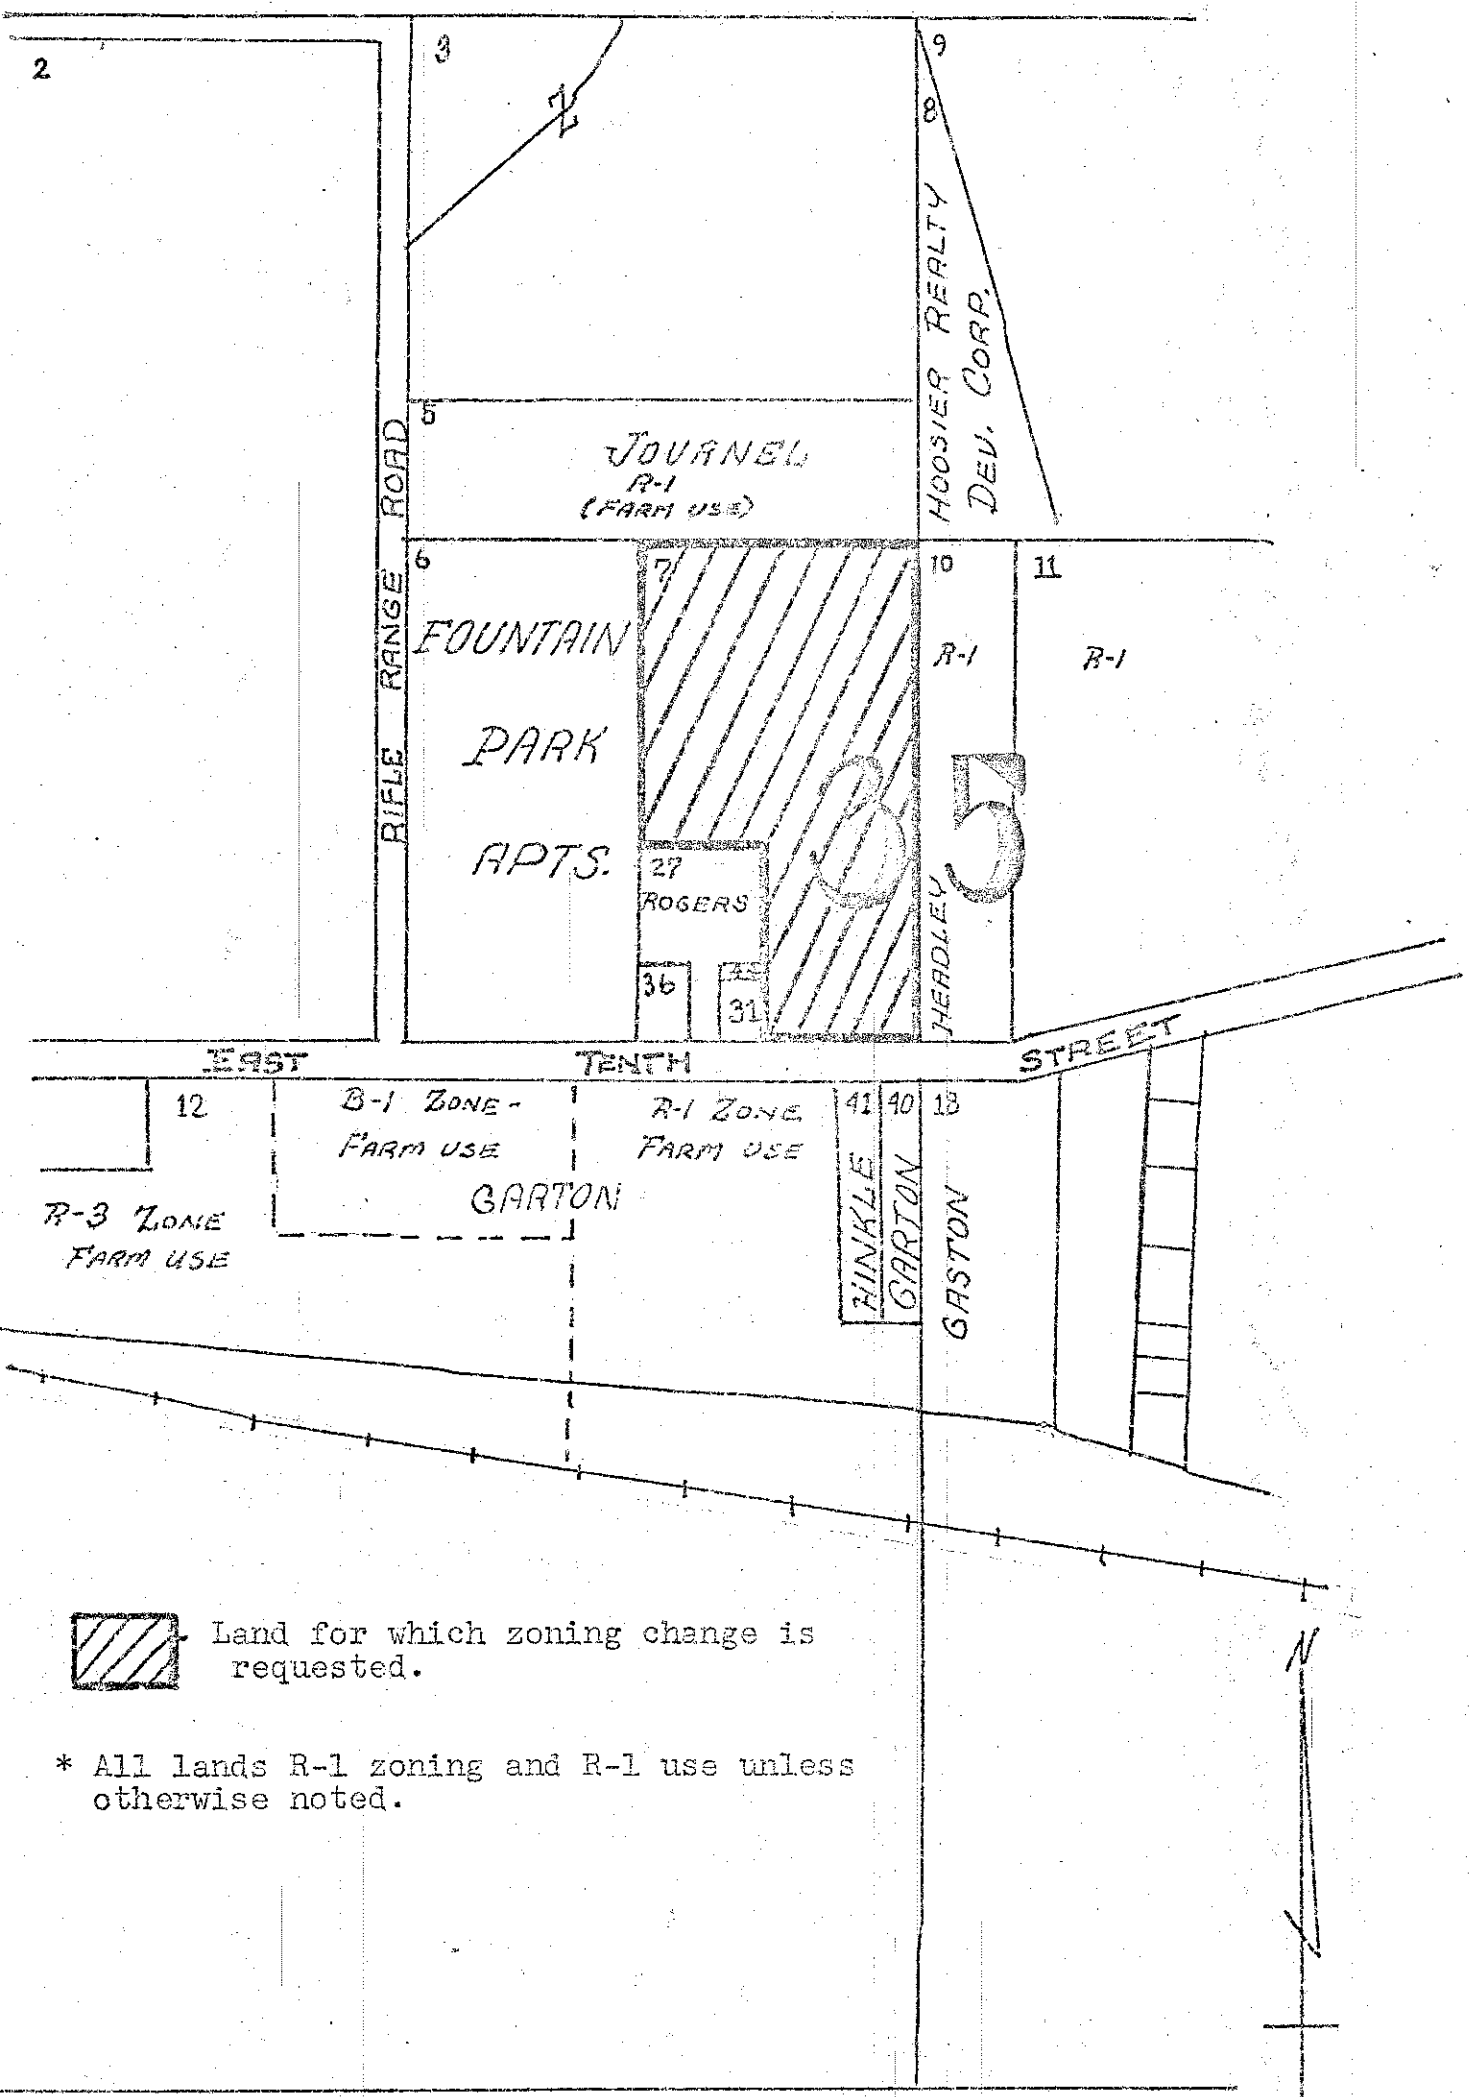 2
3
Z
9
8
HOOSIER REALTY
DEV. CORP.
5
JOURNEL
R-1
(FARM USE)
RIFLE RANGE ROAD
6
FOUNTAIN
PARK
APTS.
7
10
11
R-1
R-1
35
27
ROGERS
36
31
HEADLEY
EAST TENTH STREET
12
B-1 ZONE-
FARM USE
R-1 ZONE
FARM USE
41
40
13
GARTON
R-3 ZONE
FARM USE
HINKLE
GARTON
GASTON
Land for which zoning change is
requested.
N
* All lands R-1 zoning and R-1 use unless
otherwise noted.